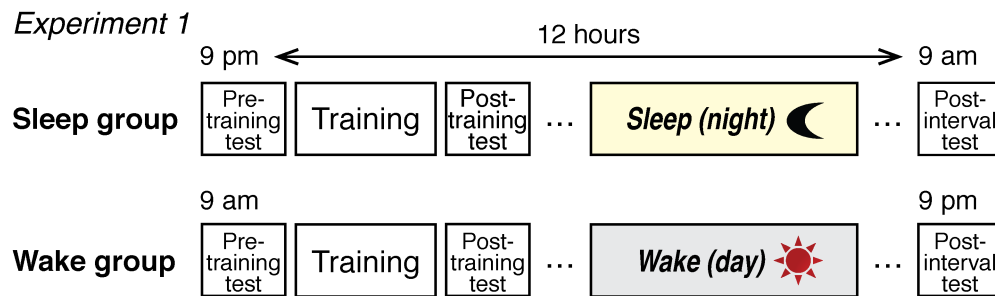 Experiment 1
12 hours
9 pm
9 am
Sleep group
Pre-
training
test
Training
Post-
training
test
...
Sleep (night)
...
Post-
interval
test
9 am
9 pm
Wake group
Pre-
training
test
Training
Post-
training
test
...
Wake (day)
...
Post-
interval
test